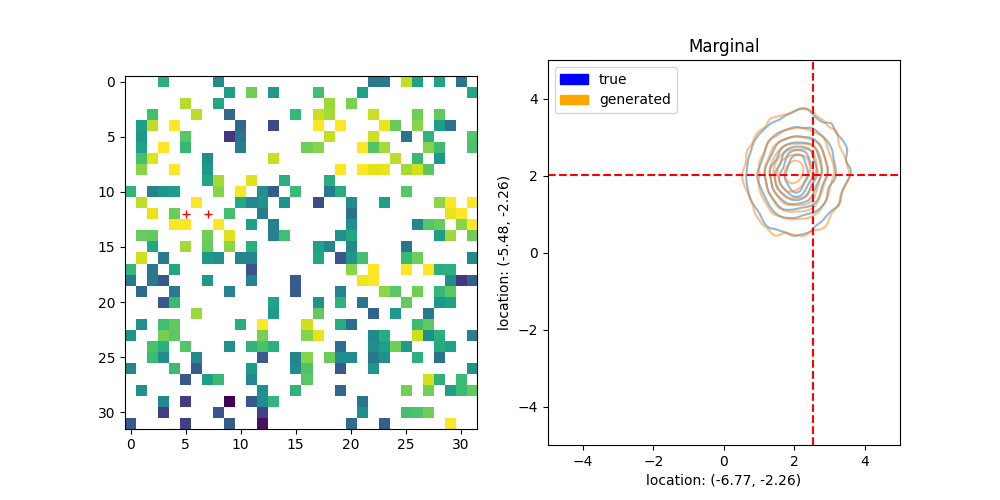 Marginal
true
generated
0
5
10
15
20
25
30
0 5 10 15 20 25 30
location: (-5.48, -2.26)
4
2
0
−2
−4
−4 −2 0 2 4
location: (-6.77, -2.26)